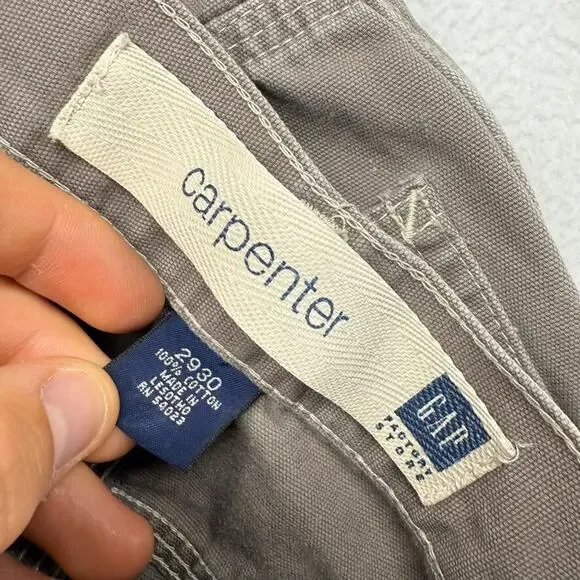 carpenter
GAP
FACTORY
STORE
2930
100% COTTON
MADE IN
LESOTHO
RN 54023